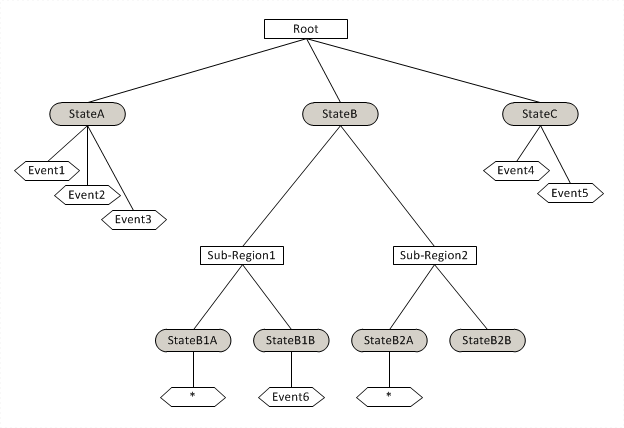 Root
StateA
StateB
StateC
Event1
Event4
Event2
Event5
Event3
Sub-Region1
Sub-Region2
StateB1A
StateB1B
StateB2A
StateB2B
*
Event6
*